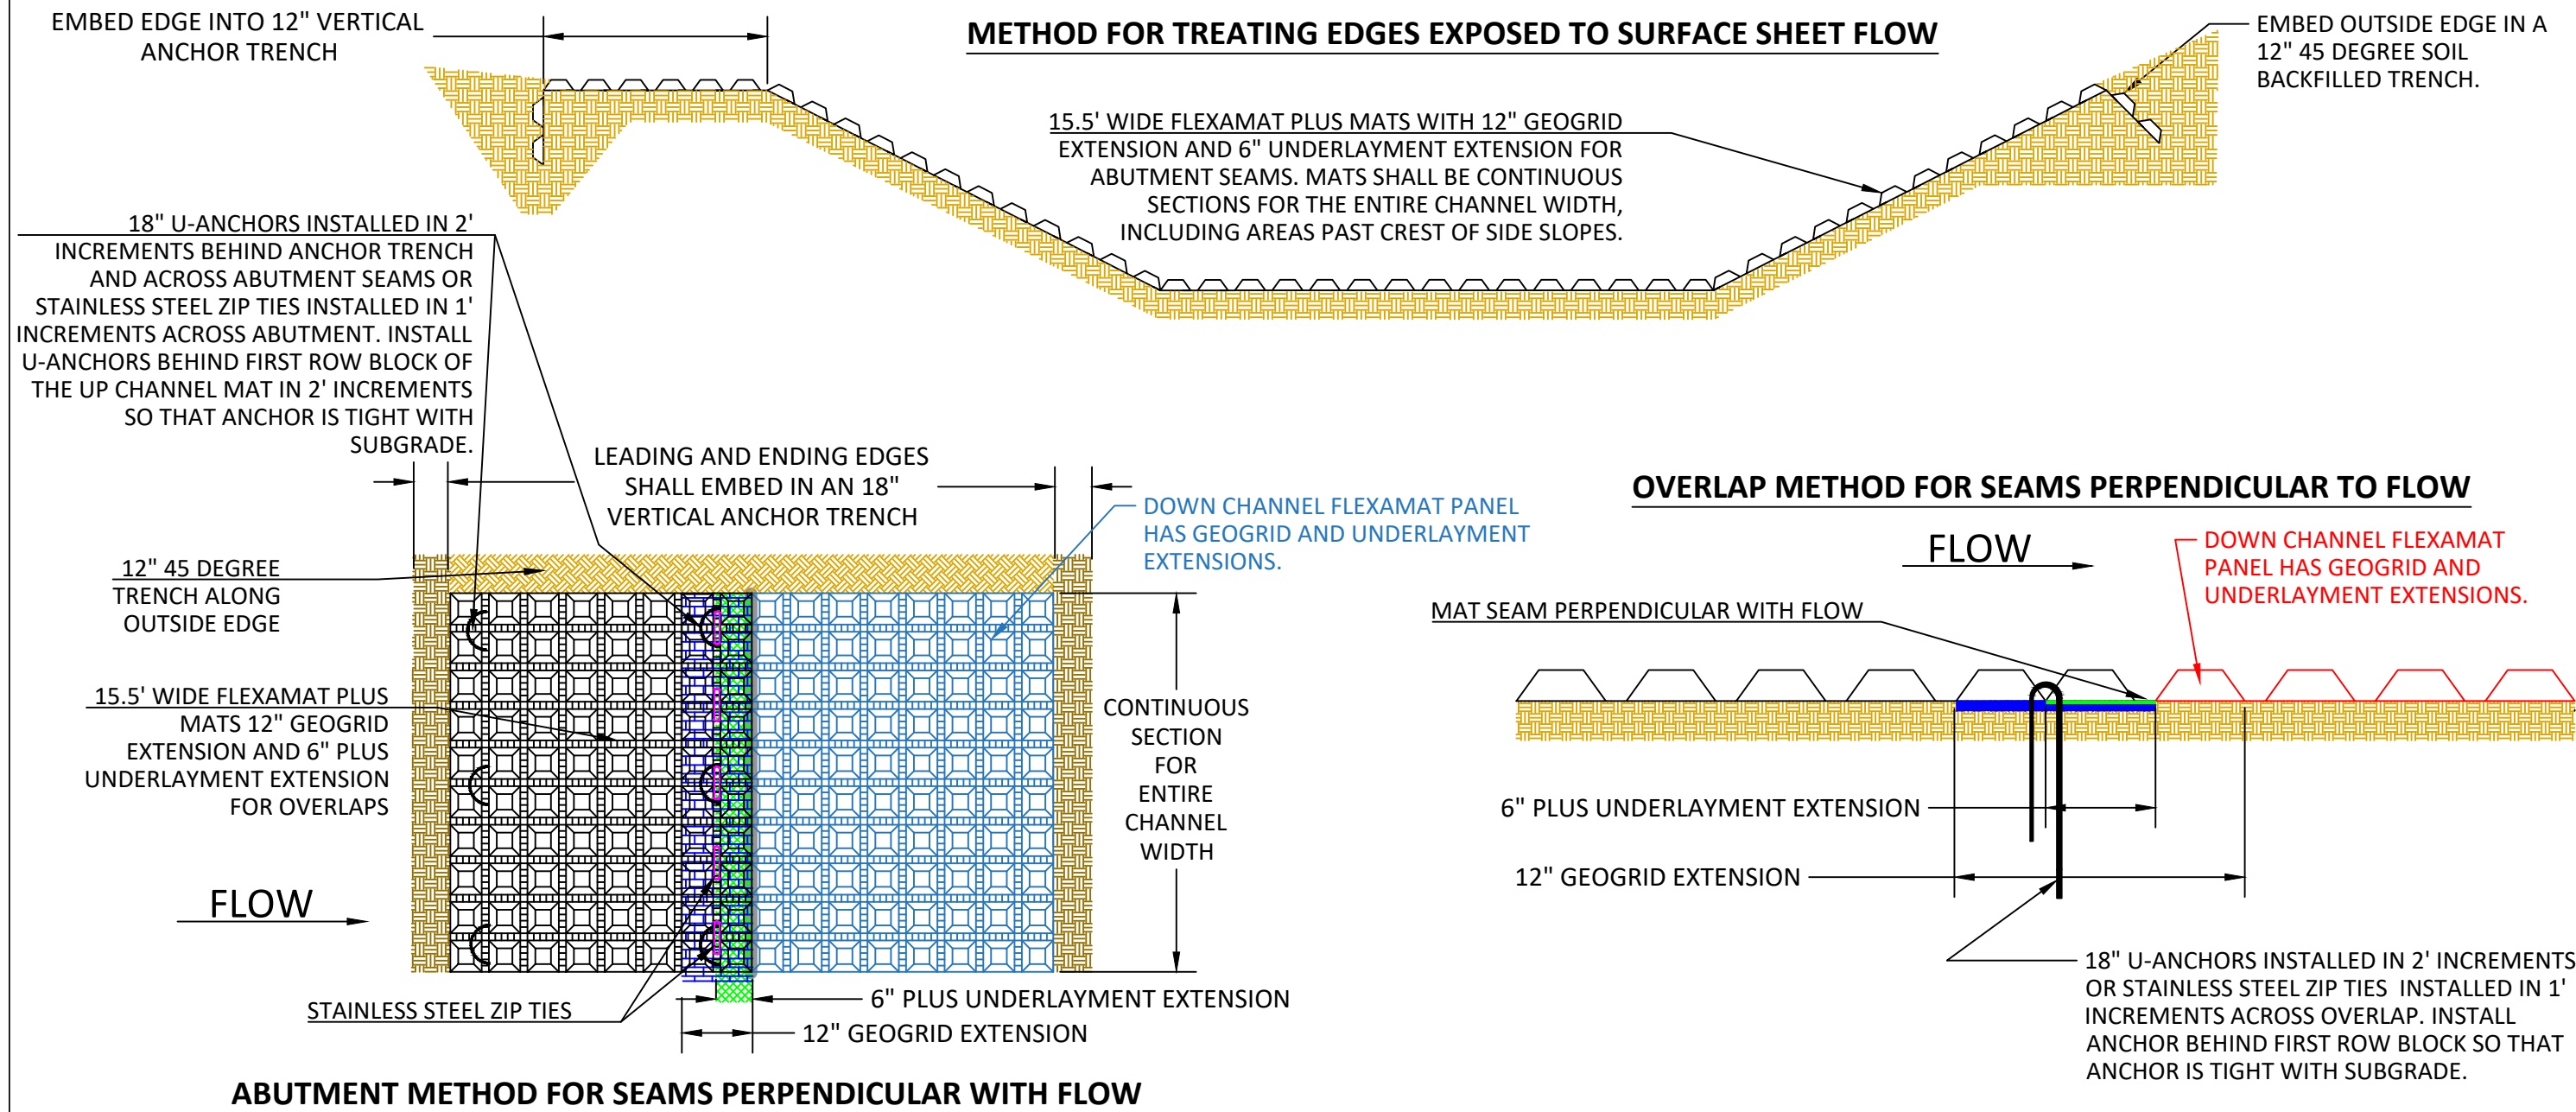 EMBED EDGE INTO 12" VERTICAL
ANCHOR TRENCH
METHOD FOR TREATING EDGES EXPOSED TO SURFACE SHEET FLOW
EMBED OUTSIDE EDGE IN A
12" 45 DEGREE SOIL
BACKFILLED TRENCH.
15.5' WIDE FLEXAMAT PLUS MATS WITH 12" GEOGRID
EXTENSION AND 6" UNDERLAYMENT EXTENSION FOR
ABUTMENT SEAMS. MATS SHALL BE CONTINUOUS
SECTIONS FOR THE ENTIRE CHANNEL WIDTH,
INCLUDING AREAS PAST CREST OF SIDE SLOPES.
18" U-ANCHORS INSTALLED IN 2'
INCREMENTS BEHIND ANCHOR TRENCH
AND ACROSS ABUTMENT SEAMS OR
STAINLESS STEEL ZIP TIES INSTALLED IN 1'
INCREMENTS ACROSS ABUTMENT. INSTALL
U-ANCHORS BEHIND FIRST ROW BLOCK OF
THE UP CHANNEL MAT IN 2' INCREMENTS
SO THAT ANCHOR IS TIGHT WITH
SUBGRADE.
LEADING AND ENDING EDGES
SHALL EMBED IN AN 18"
VERTICAL ANCHOR TRENCH
DOWN CHANNEL FLEXAMAT PANEL
HAS GEOGRID AND UNDERLAYMENT
EXTENSIONS.
12" 45 DEGREE
TRENCH ALONG
OUTSIDE EDGE
15.5' WIDE FLEXAMAT PLUS
MATS 12" GEOGRID
EXTENSION AND 6" PLUS
UNDERLAYMENT EXTENSION
FOR OVERLAPS
FLOW
CONTINUOUS
SECTION
FOR
ENTIRE
CHANNEL
WIDTH
STAINLESS STEEL ZIP TIES
6" PLUS UNDERLAYMENT EXTENSION
12" GEOGRID EXTENSION
ABUTMENT METHOD FOR SEAMS PERPENDICULAR WITH FLOW
OVERLAP METHOD FOR SEAMS PERPENDICULAR TO FLOW
FLOW
DOWN CHANNEL FLEXAMAT
PANEL HAS GEOGRID AND
UNDERLAYMENT EXTENSIONS.
MAT SEAM PERPENDICULAR WITH FLOW
6" PLUS UNDERLAYMENT EXTENSION
12" GEOGRID EXTENSION
18" U-ANCHORS INSTALLED IN 2' INCREMENTS
OR STAINLESS STEEL ZIP TIES INSTALLED IN 1'
INCREMENTS ACROSS OVERLAP. INSTALL
ANCHOR BEHIND FIRST ROW BLOCK SO THAT
ANCHOR IS TIGHT WITH SUBGRADE.